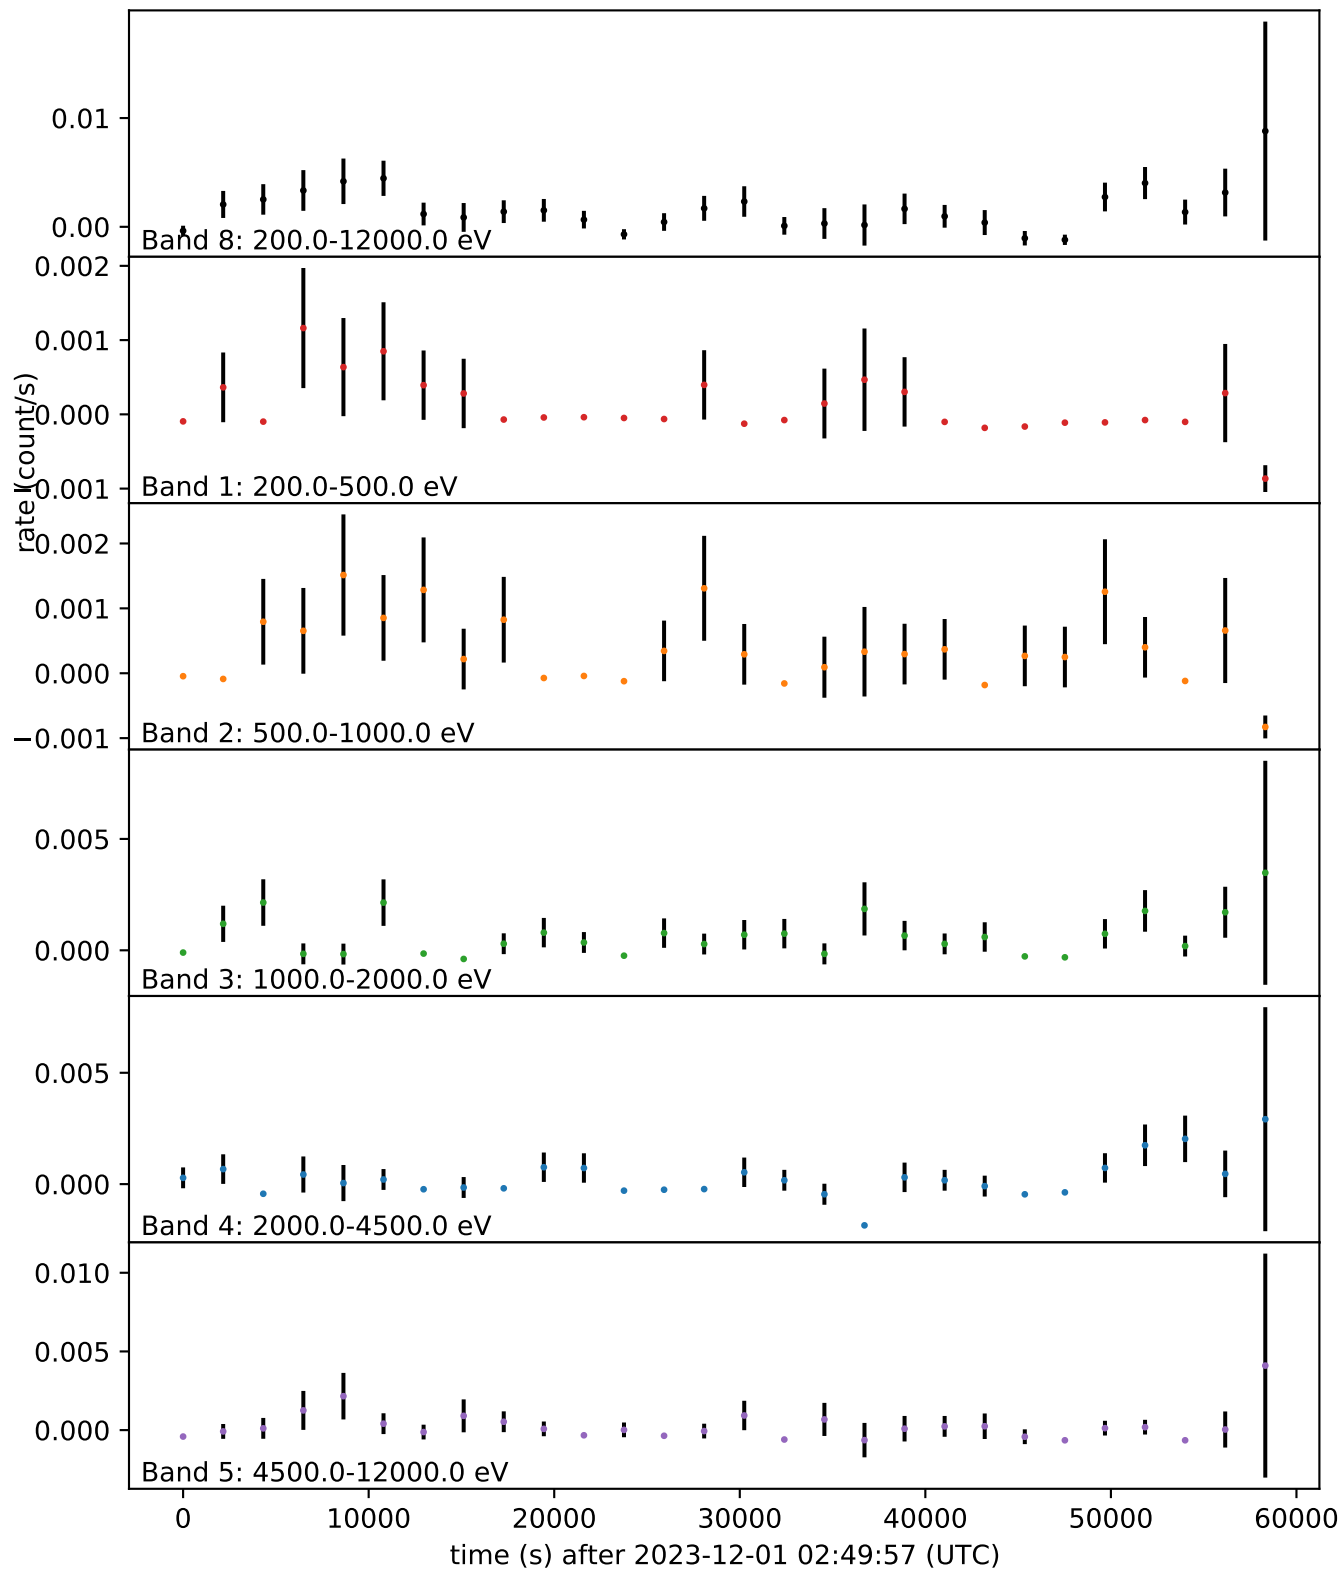 0.01
0.00
Band 8: 200.0-12000.0 eV
0.002
0.001
0.000
−0.001
Band 1: 200.0-500.0 eV
rate (count/s)
0.002
0.001
0.000
−0.001
Band 2: 500.0-1000.0 eV
0.005
0.000
Band 3: 1000.0-2000.0 eV
0.005
0.000
Band 4: 2000.0-4500.0 eV
0.010
0.005
0.000
Band 5: 4500.0-12000.0 eV
0 10000 20000 30000 40000 50000 60000
time (s) after 2023-12-01 02:49:57 (UTC)